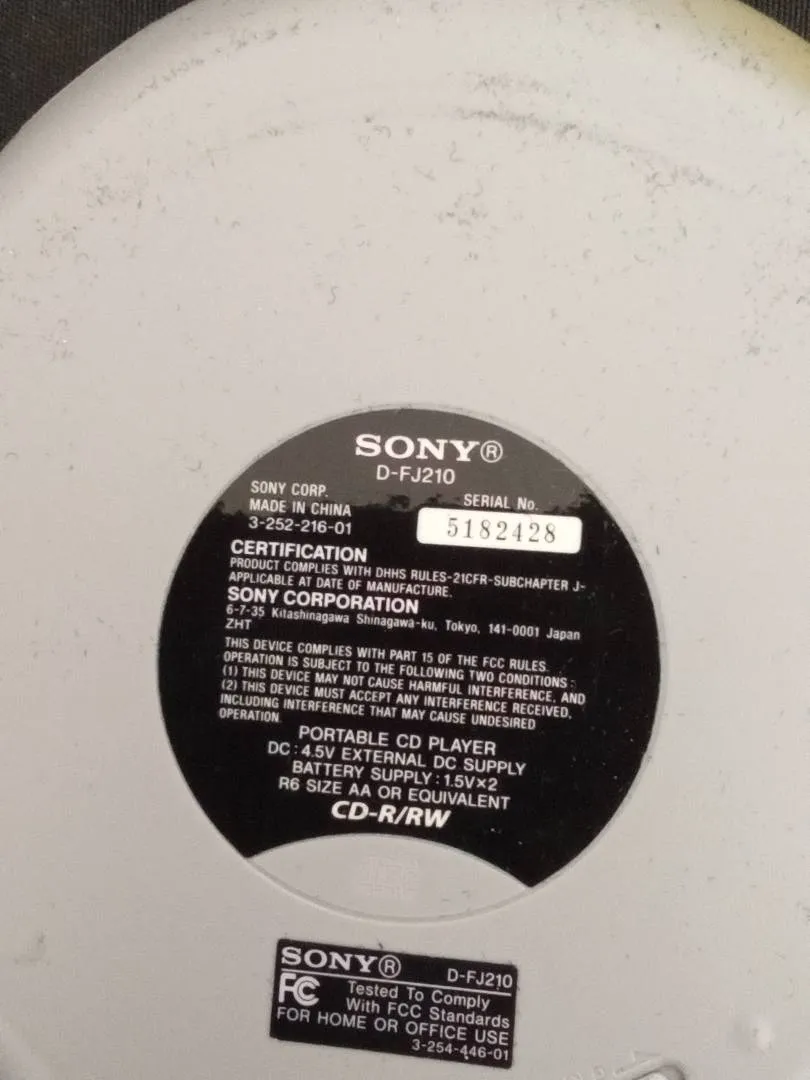 SONY®
D-FJ210
SONY CORP.
MADE IN CHINA
3-252-216-01
SERIAL No.
5182428
CERTIFICATION
PRODUCT COMPLIES WITH DHHS RULES-21CFR-SUBCHAPTER J-
APPLICABLE AT DATE OF MANUFACTURE.
SONY CORPORATION
6-7-35 Kitashinagawa Shinagawa-ku, Tokyo, 141-0001 Japan
ZHT
THIS DEVICE COMPLIES WITH PART 15 OF THE FCC RULES.
OPERATION IS SUBJECT TO THE FOLLOWING TWO CONDITIONS :
(1) THIS DEVICE MAY NOT CAUSE HARMFUL INTERFERENCE, AND
(2) THIS DEVICE MUST ACCEPT ANY INTERFERENCE RECEIVED,
INCLUDING INTERFERENCE THAT MAY CAUSE UNDESIRED
OPERATION.
PORTABLE CD PLAYER
DC : 4.5V EXTERNAL DC SUPPLY
BATTERY SUPPLY : 1.5V×2
R6 SIZE AA OR EQUIVALENT
CD-R/RW
SONY® D-FJ210
FC Tested To Comply
With FCC Standards
FOR HOME OR OFFICE USE
3-254-446-01